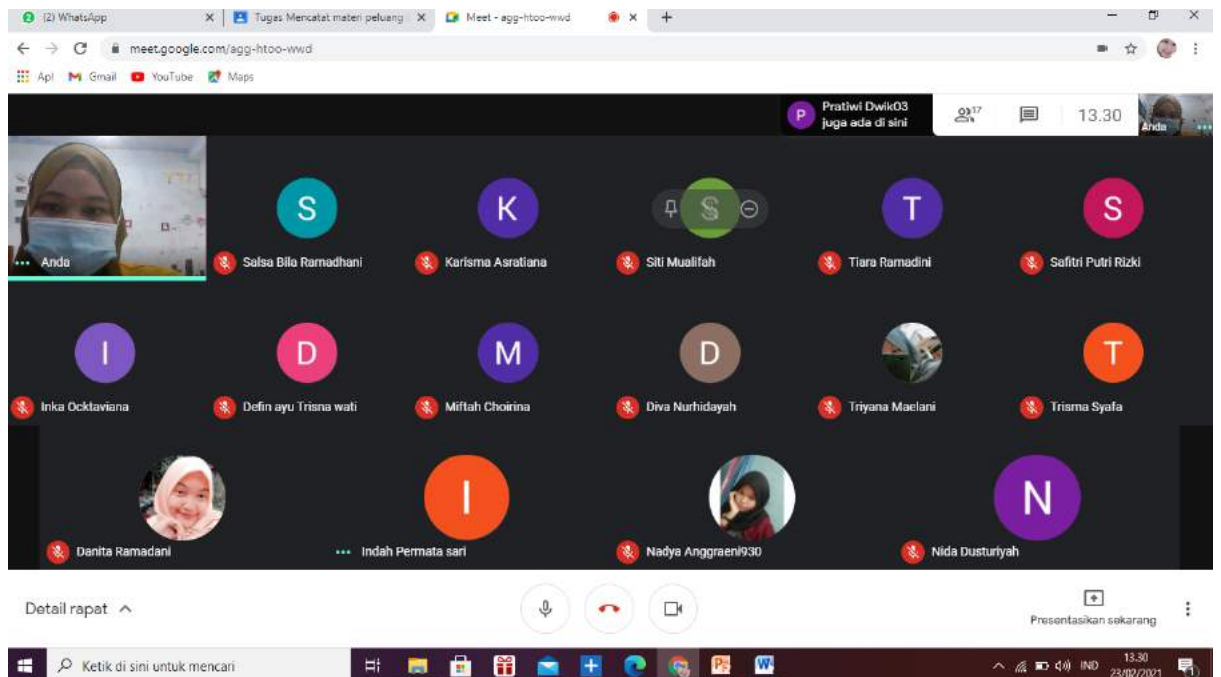 (2) WhatsApp
Tugas Mencatat materi peluang
Meet - agg-htoo-wwd
meet.google.com/agg-htoo-wwd
Apl Gmail YouTube Maps
P
Pratiwi Dwik03
juga ada di sini
17
13.30
Anda
S K S T S
Anda Salsa Bila Ramadhani Karisma Asratiana Siti Mualifah Tiara Ramadini Safitri Putri Rizki
I D M D T
Inka Ocktaviana Defin ayu Trisna wati Miftah Choirina Diva Nurhidayah Triyana Maelani Trisma Syafa
I N
Danita Ramadani Indah Permata sari Nadya Anggraeni930 Nida Dusturiyah
Detail rapat
Presentasikan sekarang
Ketik di sini untuk mencari
IND
13.30
23/02/2021